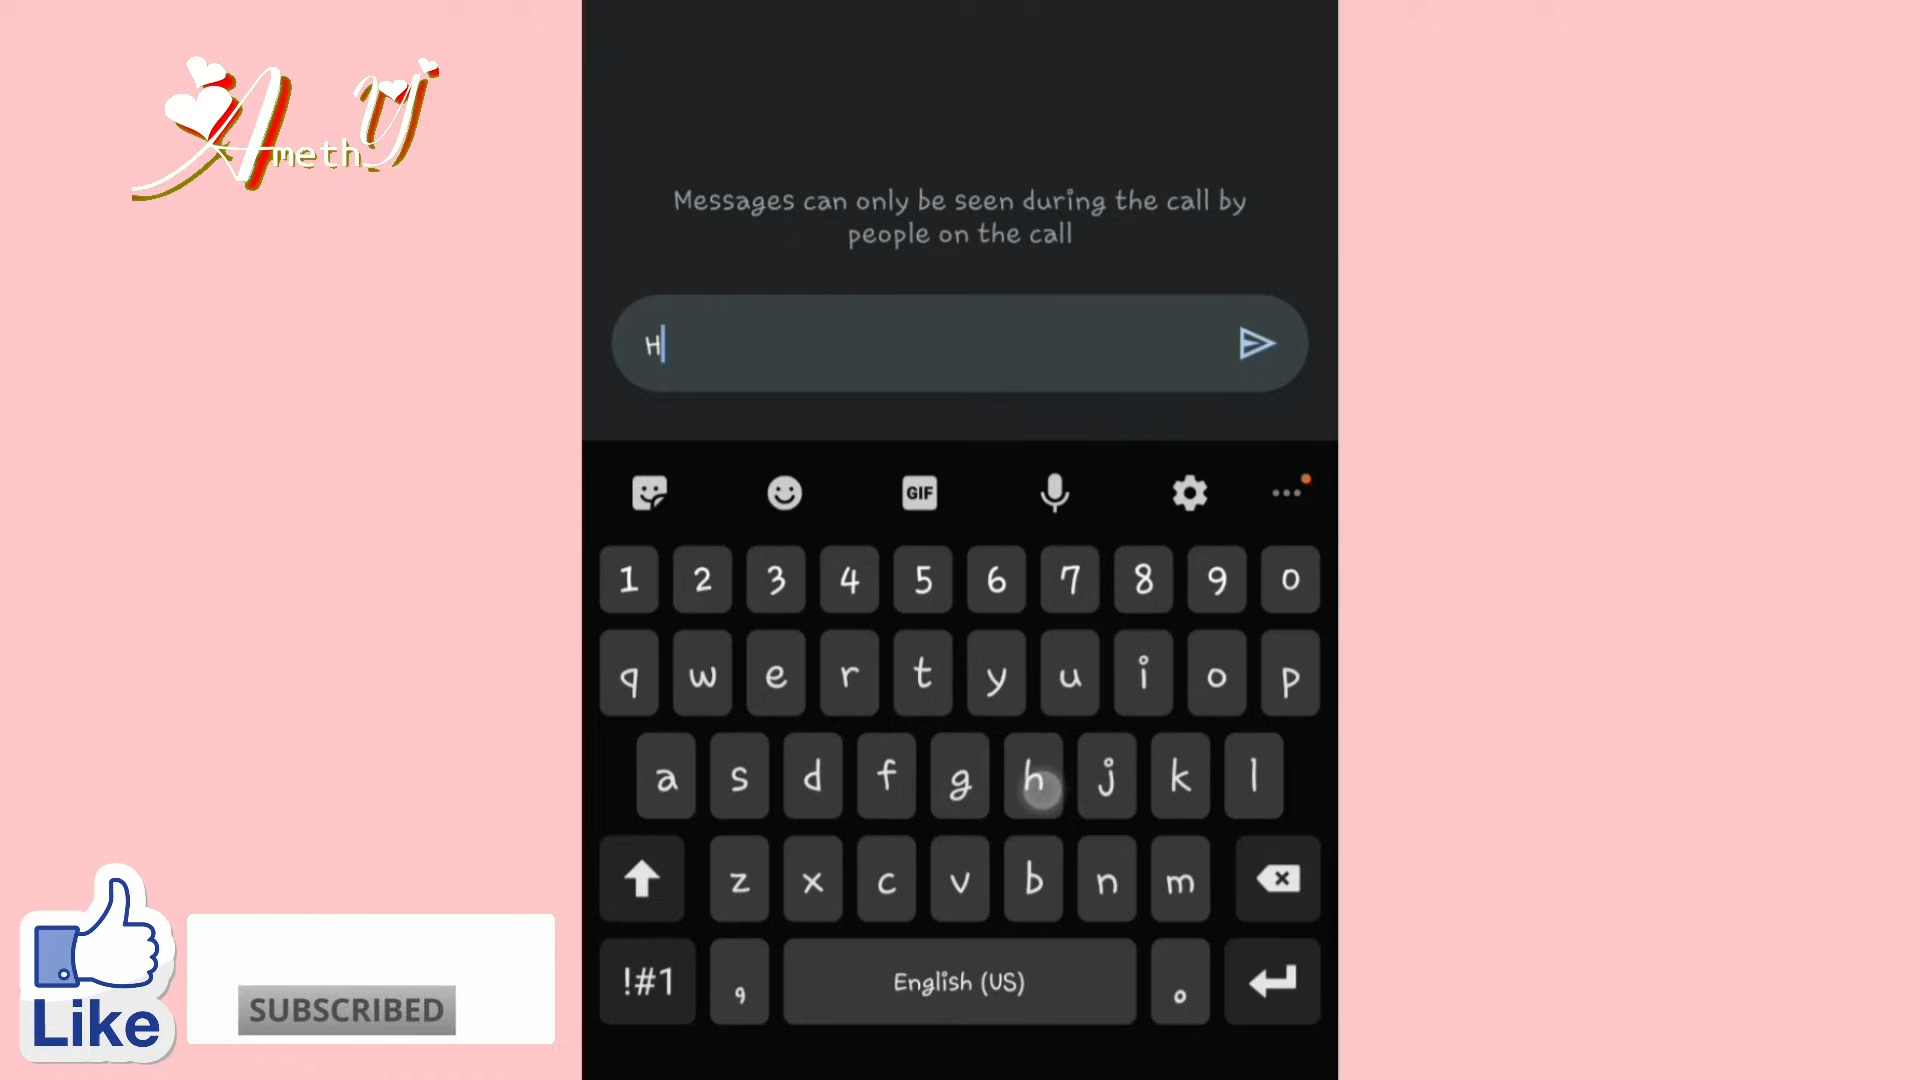 Ameth Y
Messages can only be seen during the call by
people on the call
H
GIF
1 2 3 4 5 6 7 8 9 0
q w e r t y u i o p
a s d f g h j k l
z x c v b n m
!#1 , English (US) .
Like
SUBSCRIBED